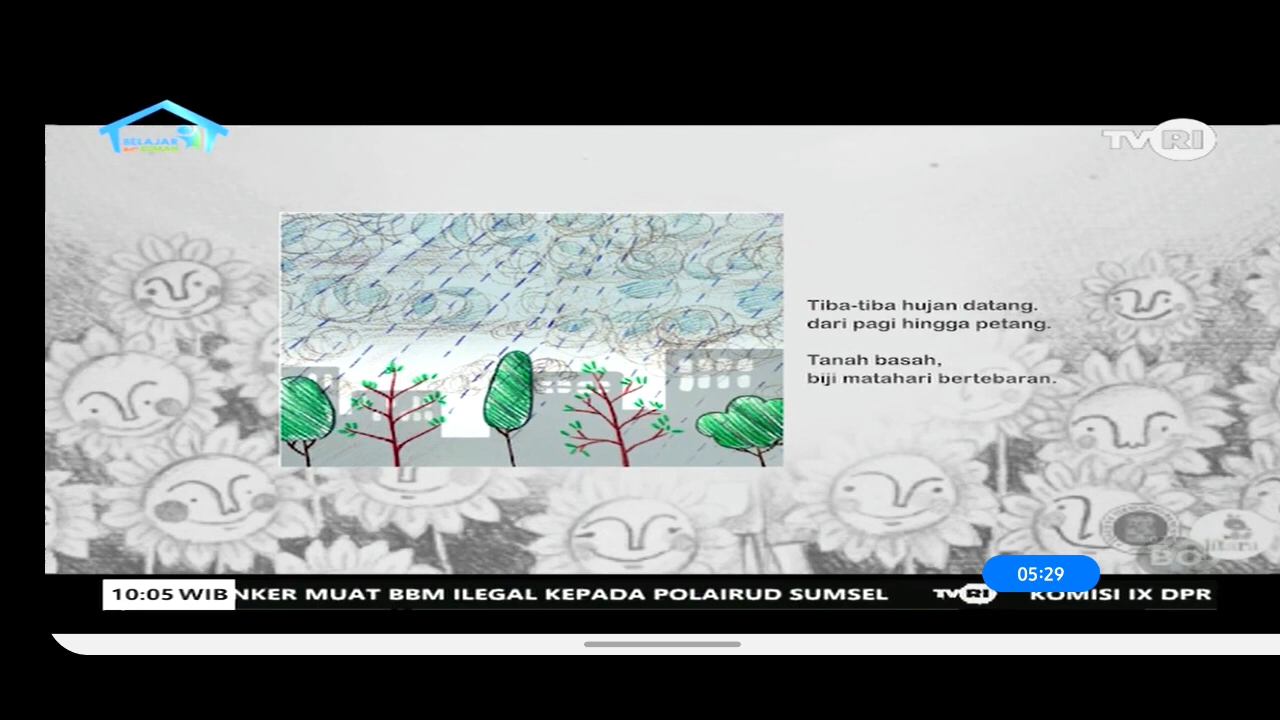 BELAJAR
TVRI
Tiba-tiba hujan datang.
dari pagi hingga petang.
Tanah basah,
biji matahari bertebaran.
05:29
10:05 WIB NKER MUAT BBM ILEGAL KEPADA POLAIRUD SUMSEL TVRI KOMISI IX DPR